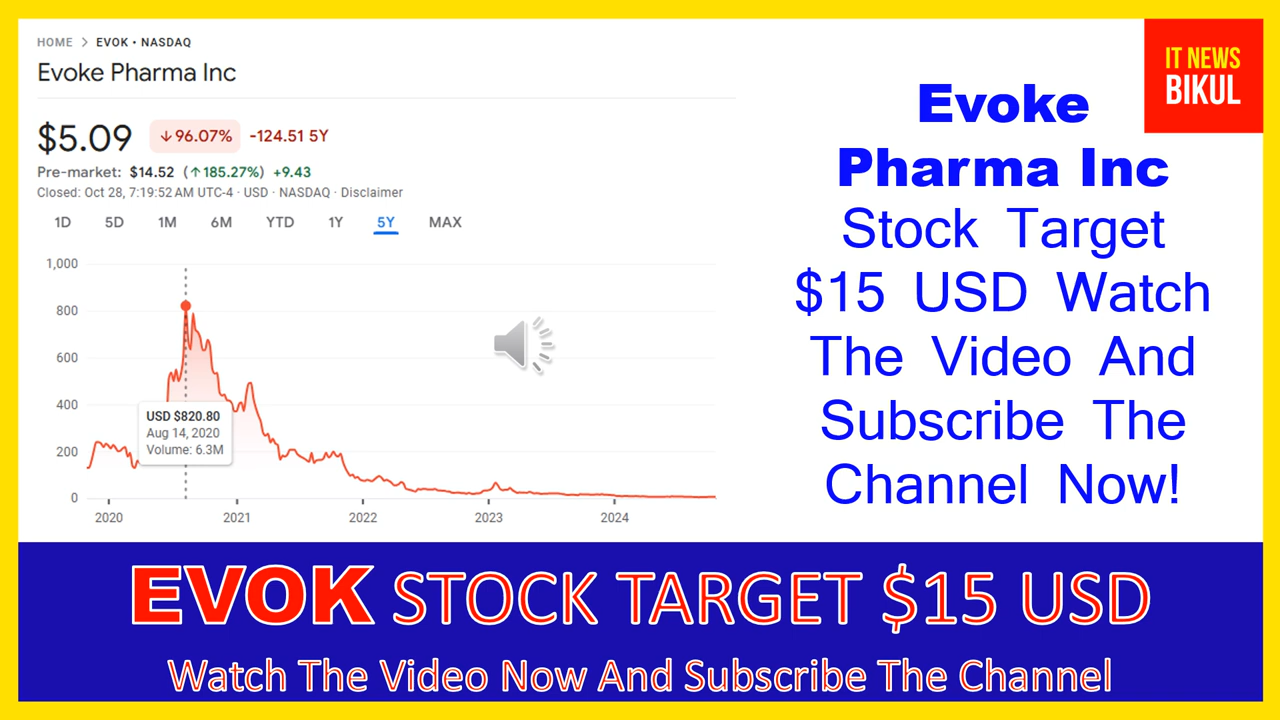 HOME > EVOK • NASDAQ
Evoke Pharma Inc
$5.09 ↓96.07% -124.51 5Y
Pre-market: $14.52 (↑185.27%) +9.43
Closed: Oct 28, 7:19:52 AM UTC-4 · USD · NASDAQ · Disclaimer
1D 5D 1M 6M YTD 1Y 5Y MAX
1,000
800
600
400
200
0
USD $820.80
Aug 14, 2020
Volume: 6.3M
2020 2021 2022 2023 2024
IT NEWS
BIKUL
Evoke
Pharma Inc
Stock Target
$15 USD Watch
The Video And
Subscribe The
Channel Now!
EVOK STOCK TARGET $15 USD
Watch The Video Now And Subscribe The Channel